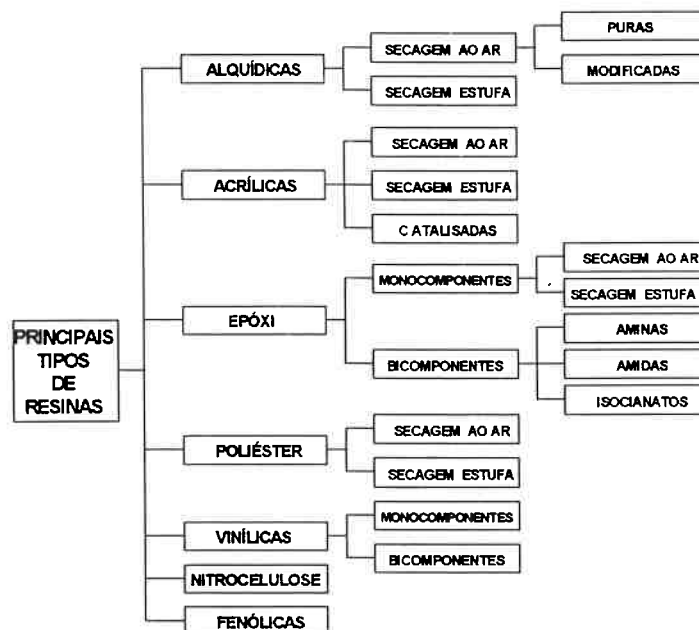 PRINCIPAIS
TIPOS
DE
RESINAS
ALQUÍDICAS
SECAGEM AO AR
PURAS
MODIFICADAS
SECAGEM ESTUFA
ACRÍLICAS
SECAGEM AO AR
SECAGEM ESTUFA
CATALISADAS
EPÓXI
MONOCOMPONENTES
SECAGEM AO AR
SECAGEM ESTUFA
BICOMPONENTES
AMINAS
AMIDAS
ISOCIANATOS
POLIÉSTER
SECAGEM AO AR
SECAGEM ESTUFA
VINÍLICAS
MONOCOMPONENTES
BICOMPONENTES
NITROCELULOSE
FENÓLICAS